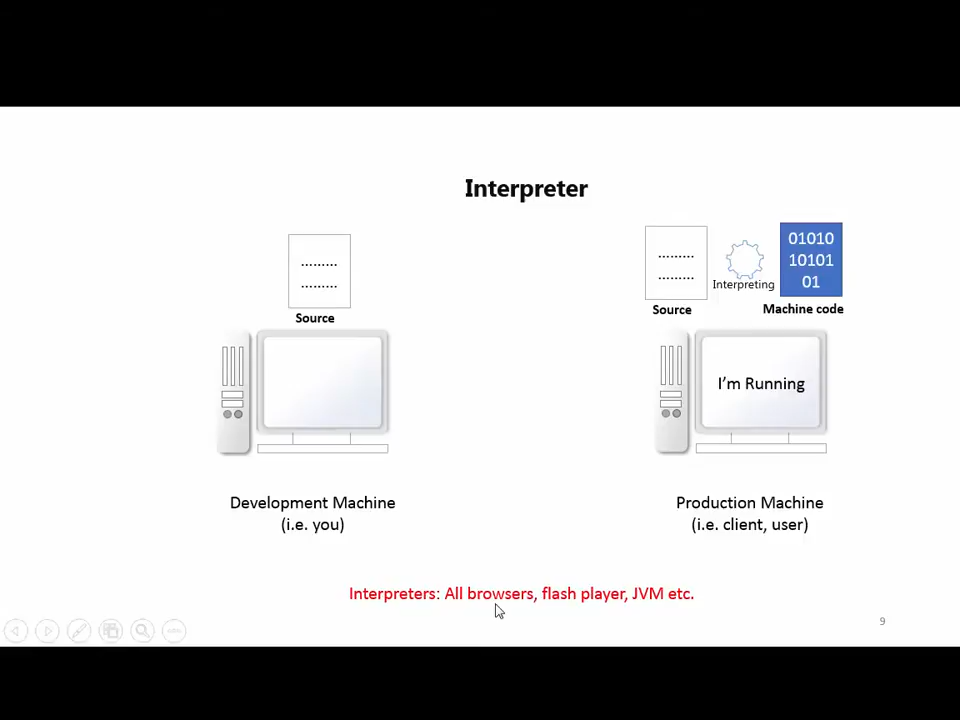 Interpreter
.........
.........
Source
Development Machine
(i.e. you)
.........
.........
Source
Interpreting
01010
10101
01
Machine code
I'm Running
Production Machine
(i.e. client, user)
Interpreters: All browsers, flash player, JVM etc.
9